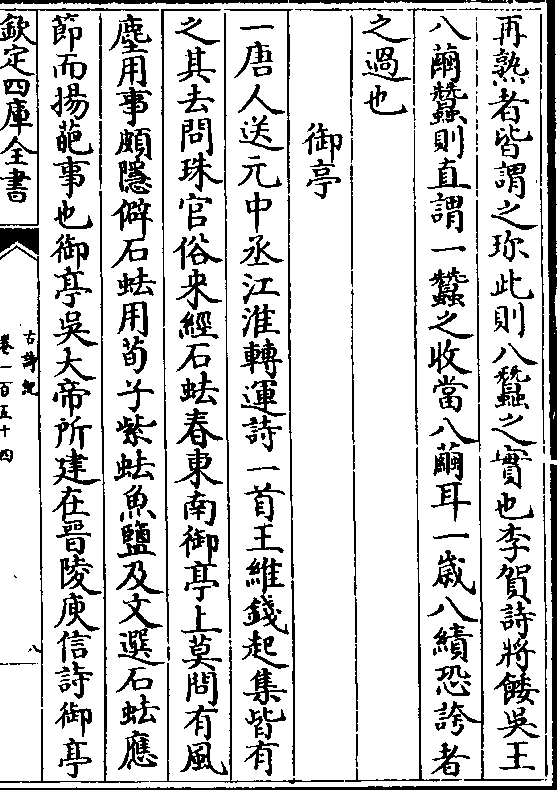 再熟者皆謂之珍此則八蠶之實也李賀詩將餧吳王
八繭蠶則直謂一蠶之收當八繭耳一歲八績恐誇者
之過也
御亭
一唐人送元中丞江淮轉運詩一首王維錢起集皆有
之其去問珠官俗來經石蚨春東南御亭上莫問有風
塵用事頗隱僻石蚨用荀子紫蚨魚鹽及文選石蚨應
節而揚葩事也御亭吳大帝所建在晉陵庾信詩御亭
欽定四庫全書
古詩紀
卷一百五十四
八